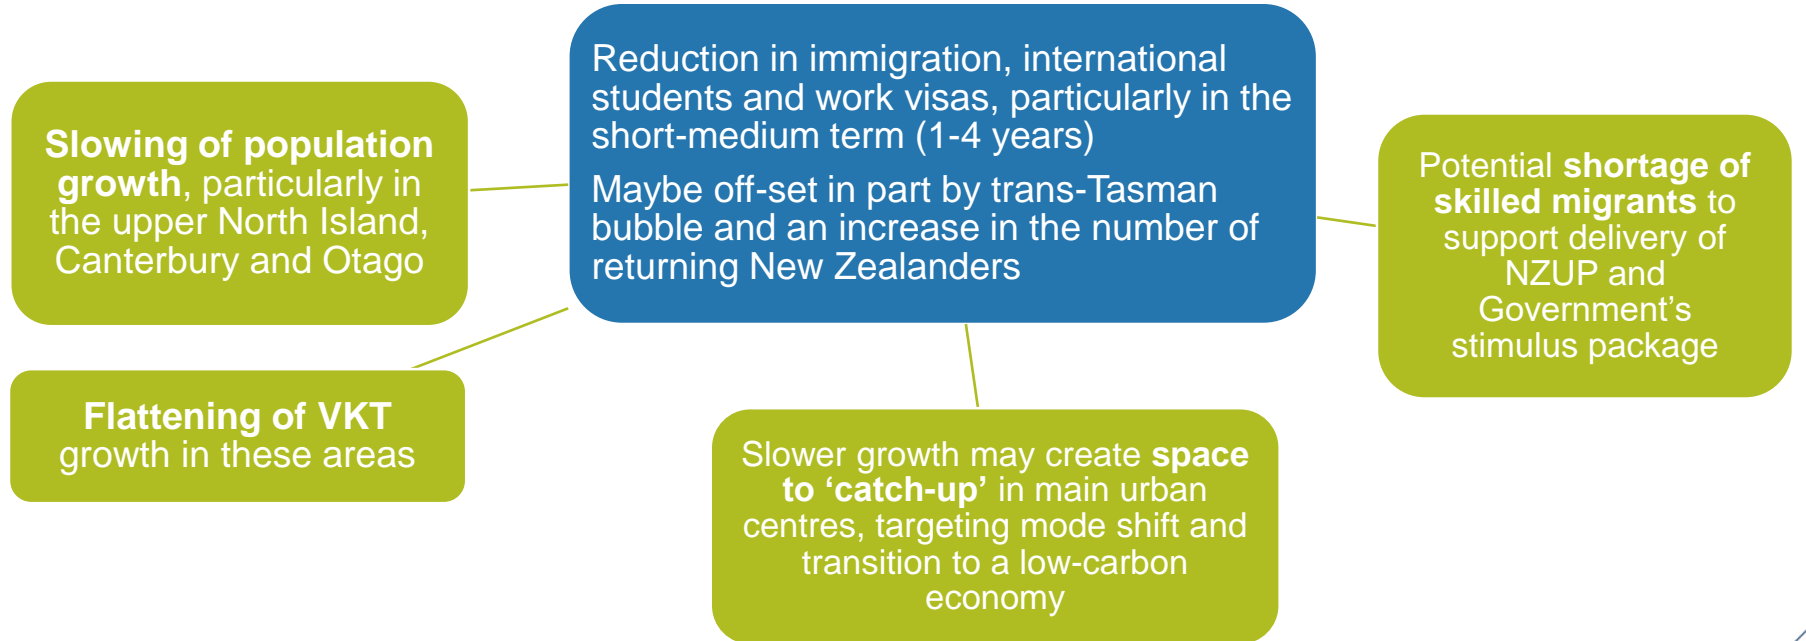 Reduction in immigration, international
students and work visas, particularly in the
short-medium term (1-4 years)
Maybe off-set in part by trans-Tasman
bubble and an increase in the number of
returning New Zealanders
Slowing of population
growth, particularly in
the upper North Island,
Canterbury and Otago
Flattening of VKT
growth in these areas
Slower growth may create space
to ‘catch-up’ in main urban
centres, targeting mode shift and
transition to a low-carbon
economy
Potential shortage of
skilled migrants to
support delivery of
NZUP and
Government’s
stimulus package